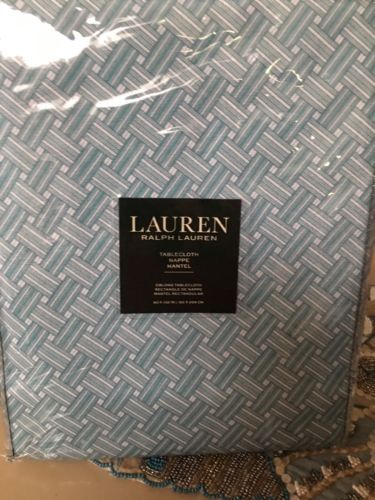 LAUREN
RALPH LAUREN
TABLECLOTH
NAPPE
MANTEL
OBLONG TABLECLOTH
RECTANGLE DE NAPPE
MANTEL RECTANGULAR